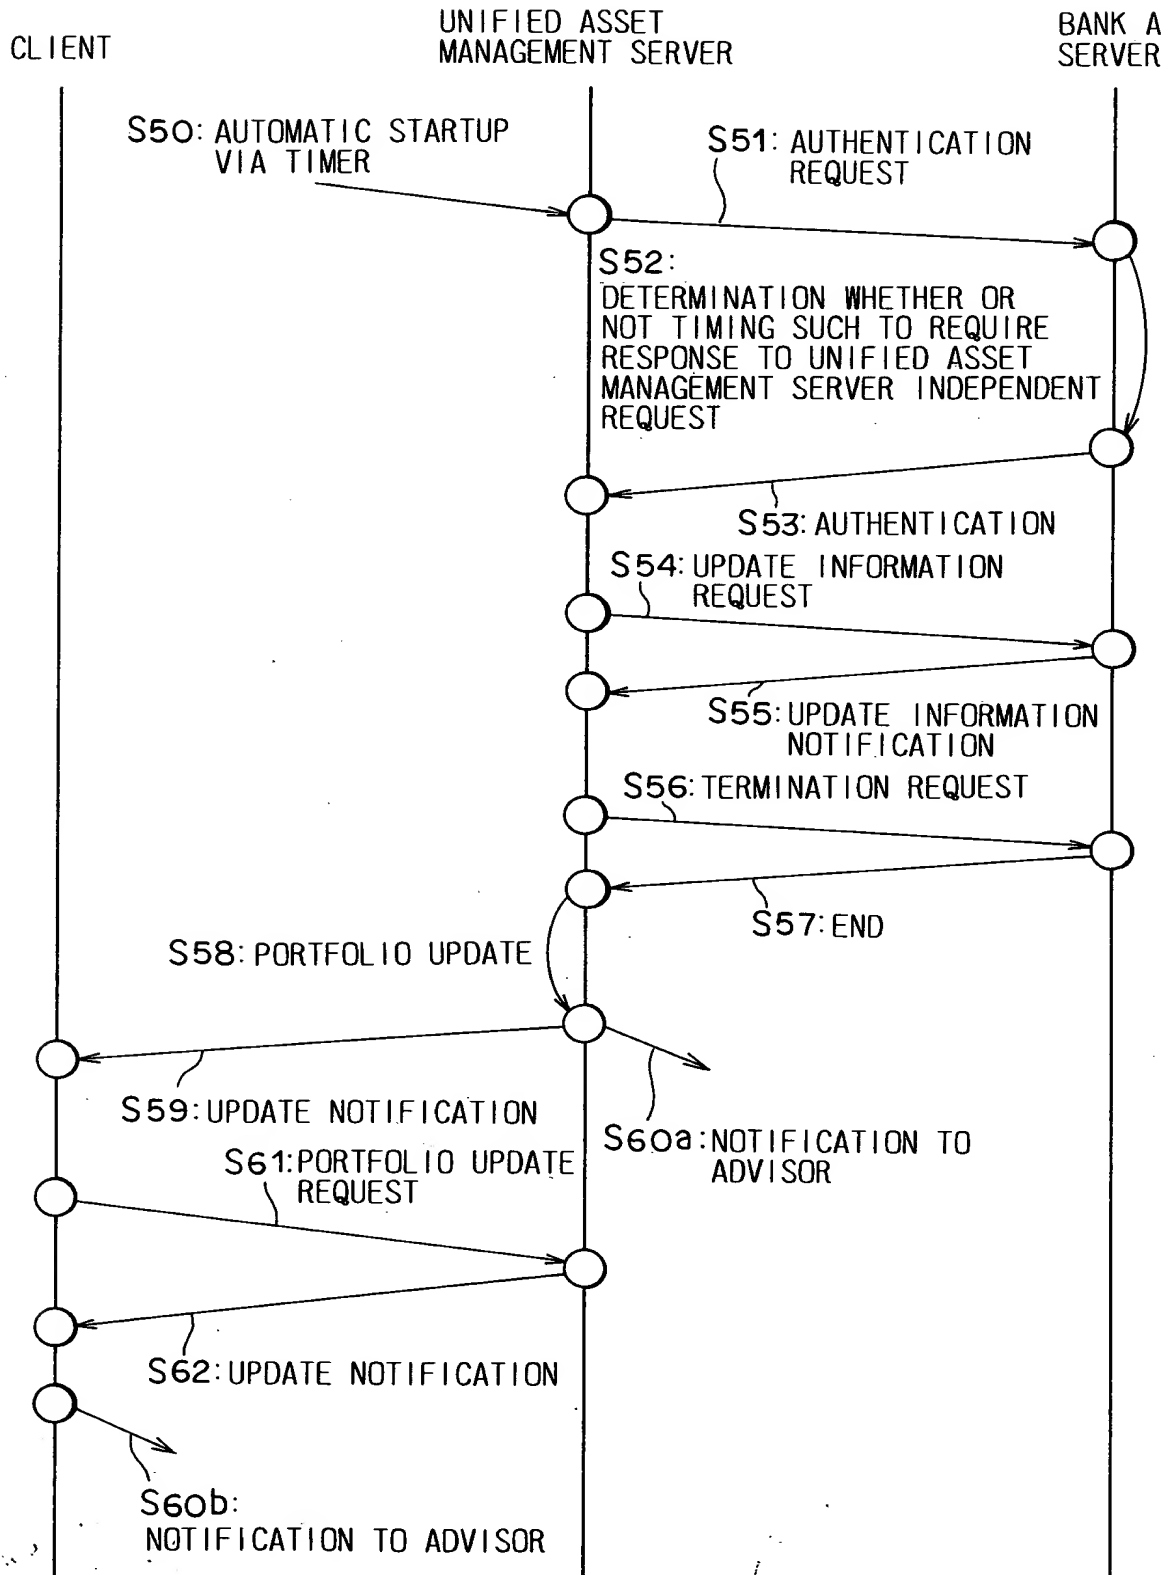 CLIENT
UNIFIED ASSET
MANAGEMENT SERVER
BANK A
SERVER
S50: AUTOMATIC STARTUP
VIA TIMER
S51: AUTHENTICATION
REQUEST
S52:
DETERMINATION WHETHER OR
NOT TIMING SUCH TO REQUIRE
RESPONSE TO UNIFIED ASSET
MANAGEMENT SERVER INDEPENDENT
REQUEST
S53: AUTHENTICATION
S54: UPDATE INFORMATION
REQUEST
S55: UPDATE INFORMATION
NOTIFICATION
S56: TERMINATION REQUEST
S57: END
S58: PORTFOLIO UPDATE
S59: UPDATE NOTIFICATION
S60a: NOTIFICATION TO
ADVISOR
S61: PORTFOLIO UPDATE
REQUEST
S62: UPDATE NOTIFICATION
S60b:
NOTIFICATION TO ADVISOR